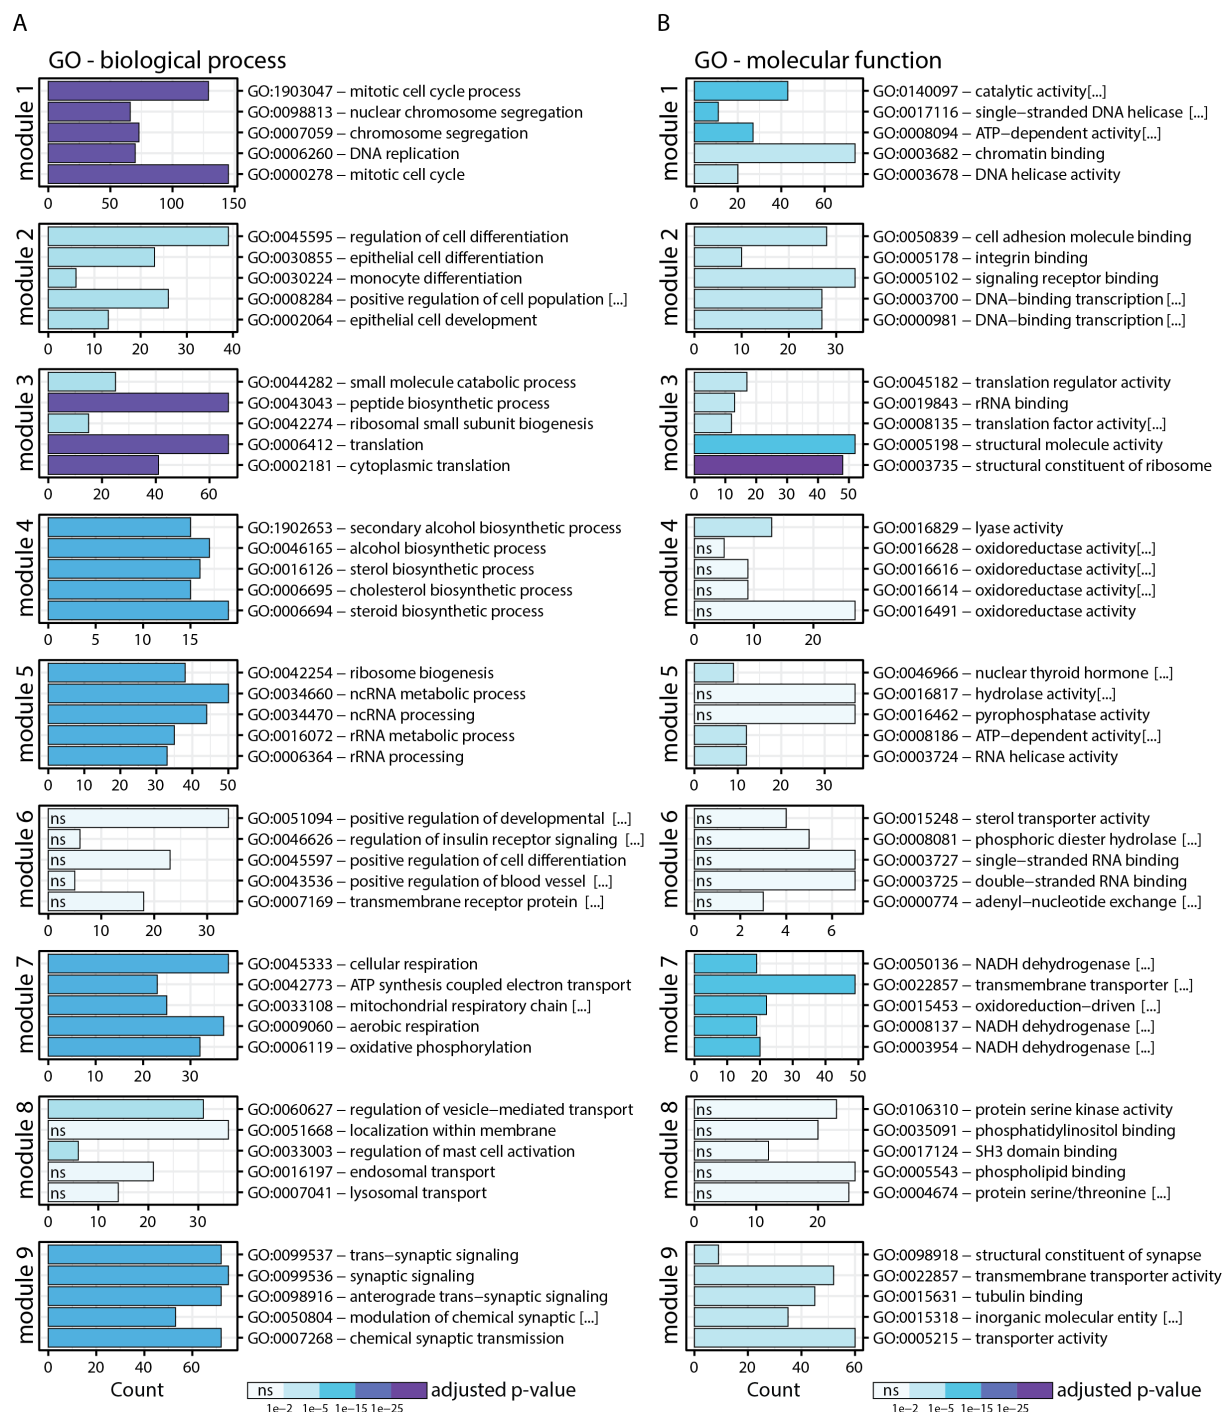 A
GO - biological process
module 1
GO:1903047 – mitotic cell cycle process
GO:0098813 – nuclear chromosome segregation
GO:0007059 – chromosome segregation
GO:0006260 – DNA replication
GO:0000278 – mitotic cell cycle
0 50 100 150
module 2
GO:0045595 – regulation of cell differentiation
GO:0030855 – epithelial cell differentiation
GO:0030224 – monocyte differentiation
GO:0008284 – positive regulation of cell population [...]
GO:0002064 – epithelial cell development
0 10 20 30 40
module 3
GO:0044282 – small molecule catabolic process
GO:0043043 – peptide biosynthetic process
GO:0042274 – ribosomal small subunit biogenesis
GO:0006412 – translation
GO:0002181 – cytoplasmic translation
0 20 40 60
module 4
GO:1902653 – secondary alcohol biosynthetic process
GO:0046165 – alcohol biosynthetic process
GO:0016126 – sterol biosynthetic process
GO:0006695 – cholesterol biosynthetic process
GO:0006694 – steroid biosynthetic process
0 5 10 15
module 5
GO:0042254 – ribosome biogenesis
GO:0034660 – ncRNA metabolic process
GO:0034470 – ncRNA processing
GO:0016072 – rRNA metabolic process
GO:0006364 – rRNA processing
0 10 20 30 40 50
module 6
ns GO:0051094 – positive regulation of developmental [...]
ns GO:0046626 – regulation of insulin receptor signaling [...]
ns GO:0045597 – positive regulation of cell differentiation
ns GO:0043536 – positive regulation of blood vessel [...]
ns GO:0007169 – transmembrane receptor protein [...]
0 10 20 30
module 7
GO:0045333 – cellular respiration
GO:0042773 – ATP synthesis coupled electron transport
GO:0033108 – mitochondrial respiratory chain [...]
GO:0009060 – aerobic respiration
GO:0006119 – oxidative phosphorylation
0 10 20 30
module 8
GO:0060627 – regulation of vesicle–mediated transport
ns GO:0051668 – localization within membrane
GO:0033003 – regulation of mast cell activation
ns GO:0016197 – endosomal transport
ns GO:0007041 – lysosomal transport
0 10 20 30
module 9
GO:0099537 – trans–synaptic signaling
GO:0099536 – synaptic signaling
GO:0098916 – anterograde trans–synaptic signaling
GO:0050804 – modulation of chemical synaptic [...]
GO:0007268 – chemical synaptic transmission
0 20 40 60
Count
ns adjusted p-value
1e–2 1e–5 1e–15 1e–25
B
GO - molecular function
module 1
GO:0140097 – catalytic activity[...]
GO:0017116 – single–stranded DNA helicase [...]
GO:0008094 – ATP–dependent activity[...]
GO:0003682 – chromatin binding
GO:0003678 – DNA helicase activity
0 20 40 60
module 2
GO:0050839 – cell adhesion molecule binding
GO:0005178 – integrin binding
GO:0005102 – signaling receptor binding
GO:0003700 – DNA–binding transcription [...]
GO:0000981 – DNA–binding transcription [...]
0 10 20 30
module 3
GO:0045182 – translation regulator activity
GO:0019843 – rRNA binding
GO:0008135 – translation factor activity[...]
GO:0005198 – structural molecule activity
GO:0003735 – structural constituent of ribosome
0 10 20 30 40 50
module 4
GO:0016829 – lyase activity
ns GO:0016628 – oxidoreductase activity[...]
ns GO:0016616 – oxidoreductase activity[...]
ns GO:0016614 – oxidoreductase activity[...]
ns GO:0016491 – oxidoreductase activity
0 10 20
module 5
GO:0046966 – nuclear thyroid hormone [...]
ns GO:0016817 – hydrolase activity[...]
ns GO:0016462 – pyrophosphatase activity
GO:0008186 – ATP–dependent activity[...]
GO:0003724 – RNA helicase activity
0 10 20 30
module 6
ns GO:0015248 – sterol transporter activity
ns GO:0008081 – phosphoric diester hydrolase [...]
ns GO:0003727 – single–stranded RNA binding
ns GO:0003725 – double–stranded RNA binding
ns GO:0000774 – adenyl–nucleotide exchange [...]
0 2 4 6
module 7
GO:0050136 – NADH dehydrogenase [...]
GO:0022857 – transmembrane transporter [...]
GO:0015453 – oxidoreduction–driven [...]
GO:0008137 – NADH dehydrogenase [...]
GO:0003954 – NADH dehydrogenase [...]
0 10 20 30 40 50
module 8
ns GO:0106310 – protein serine kinase activity
ns GO:0035091 – phosphatidylinositol binding
ns GO:0017124 – SH3 domain binding
ns GO:0005543 – phospholipid binding
ns GO:0004674 – protein serine/threonine [...]
0 10 20
module 9
GO:0098918 – structural constituent of synapse
GO:0022857 – transmembrane transporter activity
GO:0015631 – tubulin binding
GO:0015318 – inorganic molecular entity [...]
GO:0005215 – transporter activity
0 20 40 60
Count
ns adjusted p-value
1e–2 1e–5 1e–15 1e–25